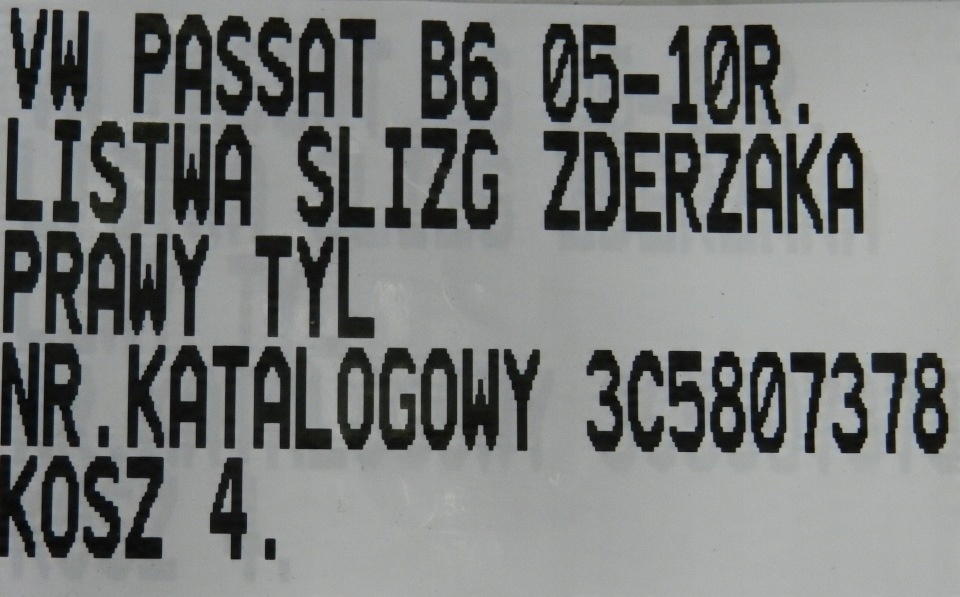 VW PASSAT B6 05-10R.
LISTWA SLIZG ZDERZAKA
PRAWY TYL
NR.KATALOGOWY 3C5807378
KOSZ 4.